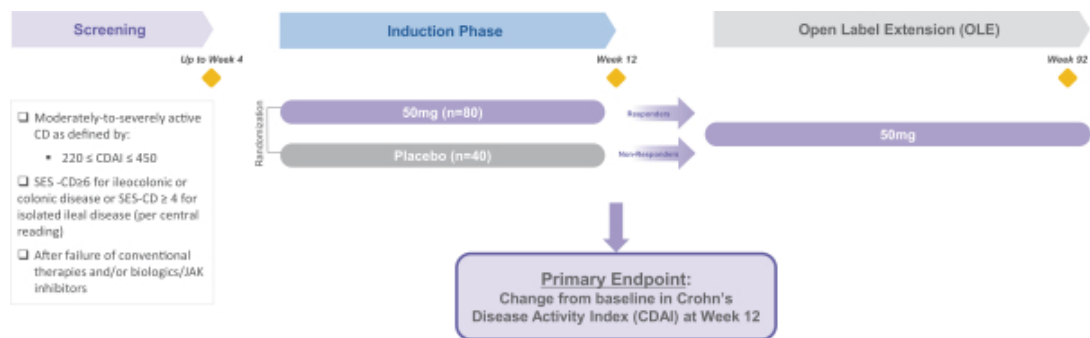 Screening
Induction Phase
Open Label Extension (OLE)
Up to Week 4
Week 12
Week 92
❑ Moderately-to-severely active
CD as defined by:
▪ 220 ≤ CDAI ≤ 450
❑ SES -CD≥6 for ileocolonic or
colonic disease or SES-CD ≥ 4 for
isolated ileal disease (per central
reading)
❑ After failure of conventional
therapies and/or biologics/JAK
inhibitors
Randomization
50mg (n=80)
Placebo (n=40)
Responders
Non-Responders
50mg
Primary Endpoint:
Change from baseline in Crohn's
Disease Activity Index (CDAI) at Week 12